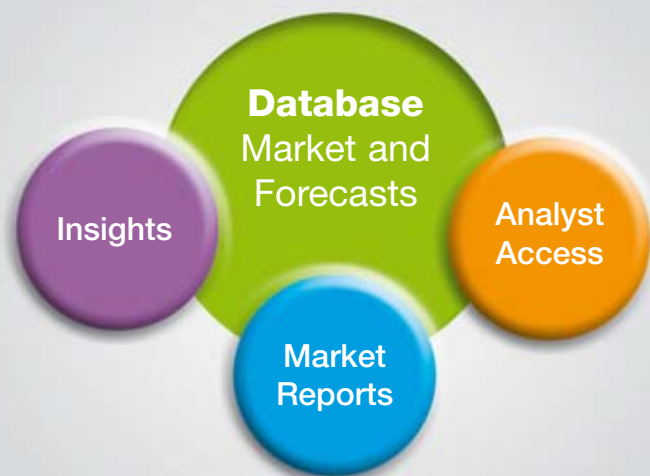 Database
Market and
Forecasts
Insights
Analyst
Access
Market
Reports